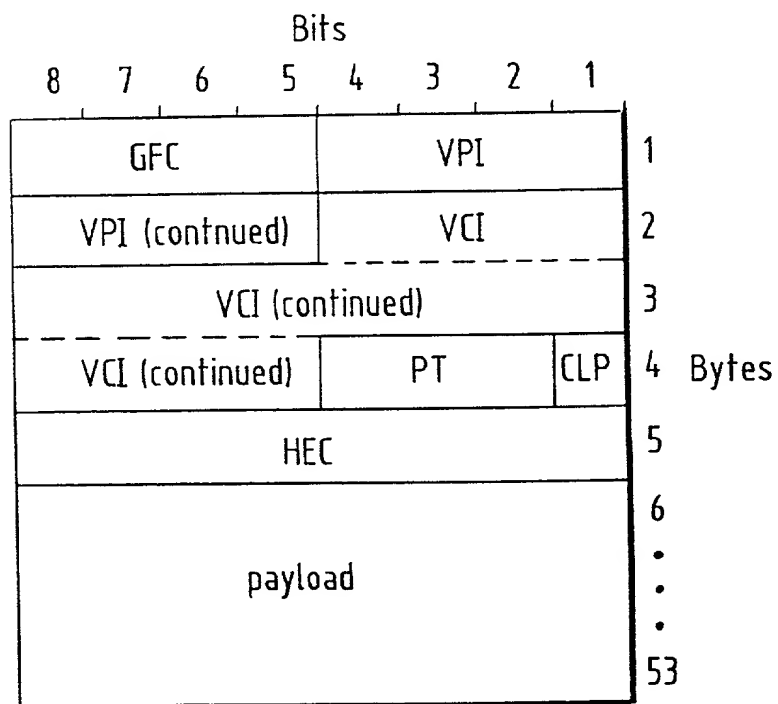 Bits
8 7 6 5 4 3 2 1
GFC VPI 1
VPI (contnued) VCI 2
VCI (continued) 3
VCI (continued) PT CLP 4 Bytes
HEC 5
6
payload
53